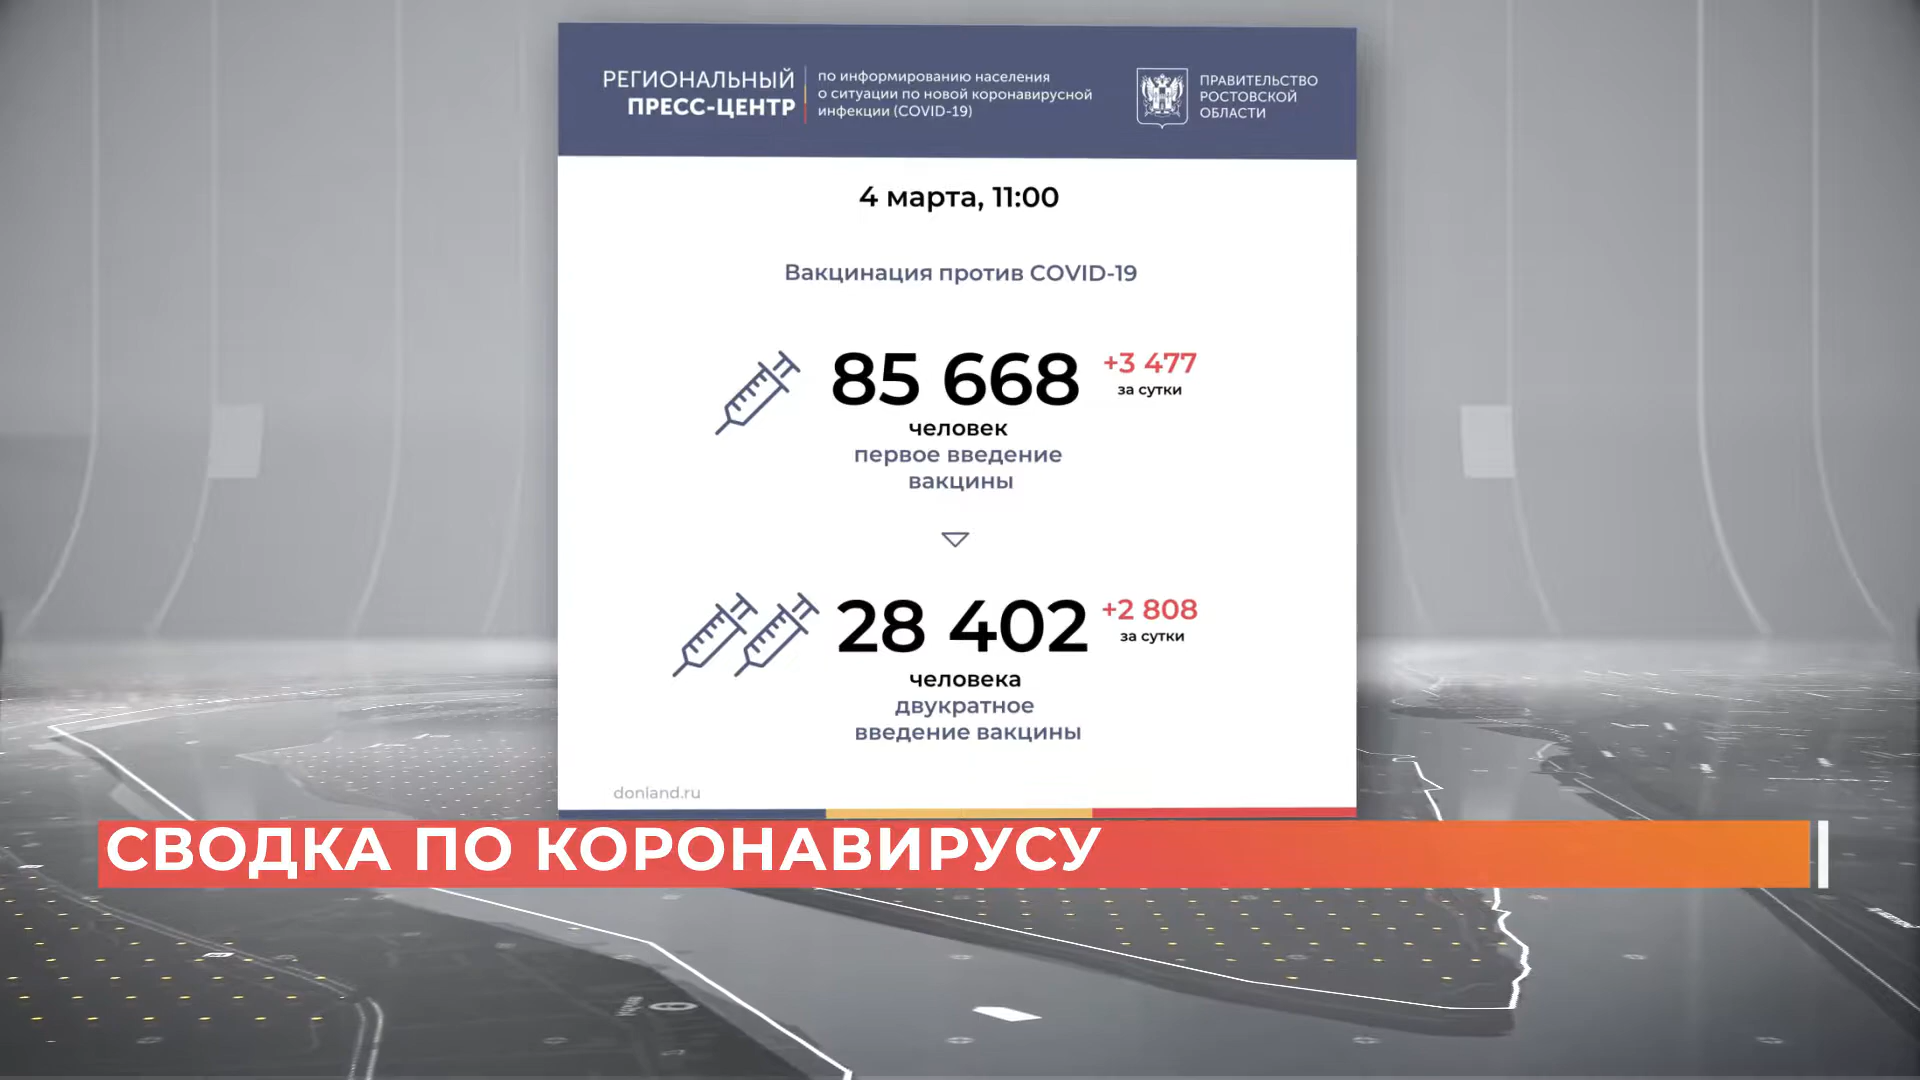 РЕГИОНАЛЬНЫЙ
ПРЕСС-ЦЕНТР
по информированию населения
о ситуации по новой коронавирусной
инфекции (COVID-19)
ПРАВИТЕЛЬСТВО
РОСТОВСКОЙ
ОБЛАСТИ
4 марта, 11:00
Вакцинация против COVID-19
85 668
+3 477
за сутки
человек
первое введение
вакцины
28 402
+2 808
за сутки
человека
двукратное
введение вакцины
donland.ru
СВОДКА ПО КОРОНАВИРУСУ